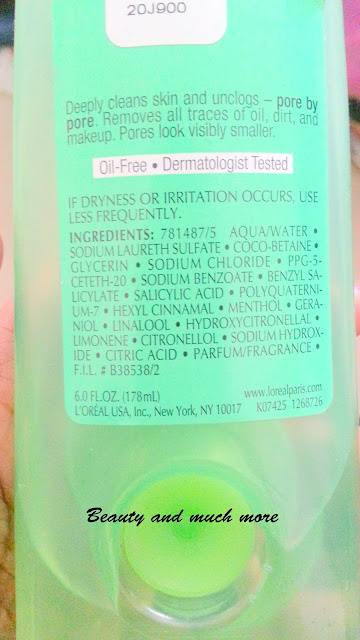 20J900
Deeply cleans skin and unclogs – pore by
pore. Removes all traces of oil, dirt, and
makeup. Pores look visibly smaller.
Oil-Free • Dermatologist Tested
IF DRYNESS OR IRRITATION OCCURS, USE
LESS FREQUENTLY.
INGREDIENTS: 781487/5 AQUA/WATER •
SODIUM LAURETH SULFATE • COCO-BETAINE •
GLYCERIN • SODIUM CHLORIDE • PPG-5-
CETETH-20 • SODIUM BENZOATE • BENZYL SA-
LICYLATE • SALICYLIC ACID • POLYQUATERNI-
UM-7 • HEXYL CINNAMAL • MENTHOL • GERA-
NIOL • LINALOOL • HYDROXYCITRONELLAL •
LIMONENE • CITRONELLOL • SODIUM HYDROX-
IDE • CITRIC ACID • PARFUM/FRAGRANCE •
F.I.L. # B38538/2
6.0 FL.OZ. (178mL) www.lorealparis.com
L'ORÉAL USA, Inc., New York, NY 10017 K07425 1268726
Beauty and much more